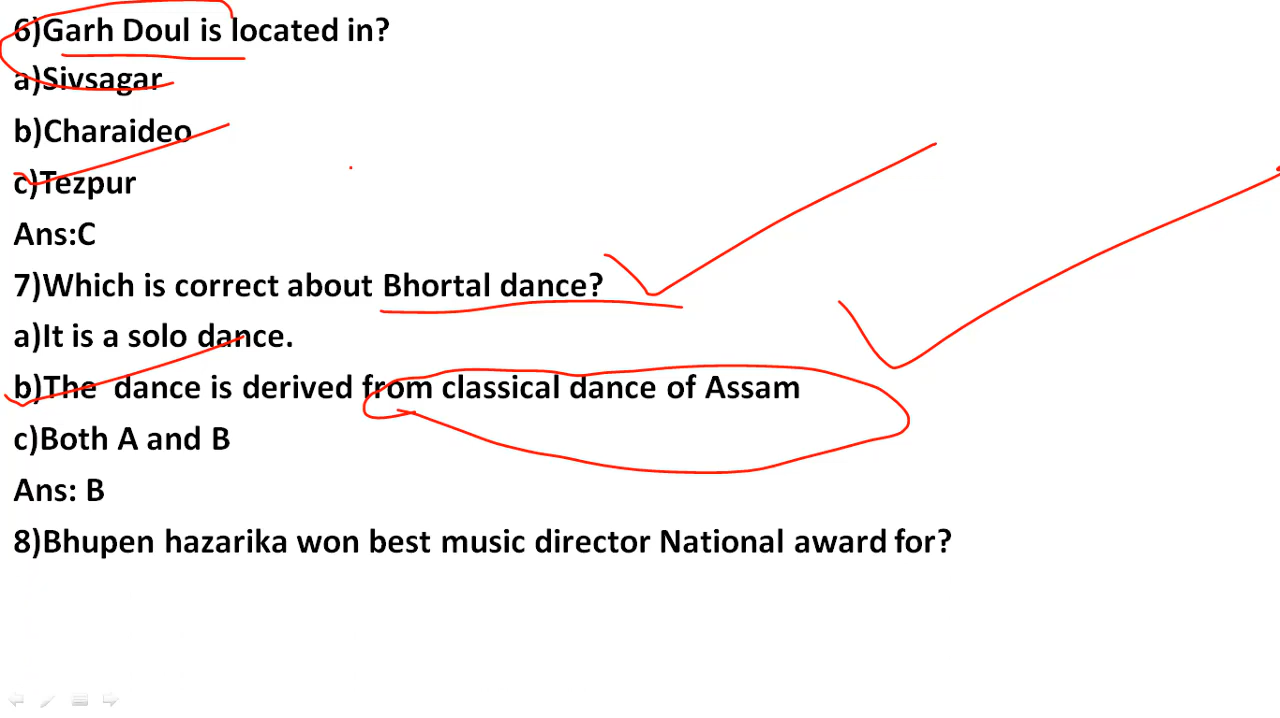 6)Garh Doul is located in?
a)Sivsagar
b)Charaideo
c)Tezpur
Ans:C
7)Which is correct about Bhortal dance?
a)It is a solo dance.
b)The dance is derived from classical dance of Assam
c)Both A and B
Ans: B
8)Bhupen hazarika won best music director National award for?